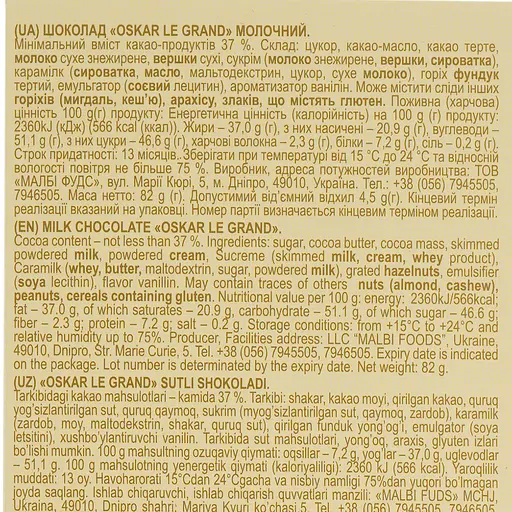 (UA) ШОКОЛАД «OSKAR LE GRAND» МОЛОЧНИЙ.
Мінімальний вміст какао-продуктів 37 %. Склад: цукор, какао-масло, какао терте,
молоко сухе знежирене, вершки сухі, сукрім (молоко знежирене, вершки, сироватка),
караміль (сироватка, масло, мальтодекстрин, цукор, сухе молоко), горіх фундук
тертий, емульгатор (соєвий лецитин), ароматизатор ванілін. Може містити сліди інших
горіхів (мигдаль, кеш’ю), арахісу, злаків, що містять глютен. Поживна (харчова)
цінність 100 g(г) продукту: Енергетична цінність (калорійність) на 100 g (г) продукту:
2360kJ (кДж) (566 kcal (ккал)). Жири – 37,0 g (г), з них насичені – 20,9 g (г), вуглеводи –
51,1 g(г), з них цукри – 46,6 g(г), харчові волокна – 2,3 g(г), білки – 7,2 g(г), сіль – 0,2 g(г).
Строк придатності: 13 місяців. Зберігати при температурі від 15 °С до 24 °С та відносній
вологості повітря не більше 75 %. Виробник, адреса потужностей виробництва: ТОВ
«МАЛБІ ФУДС», вул. Марії Кюрі, 5, м. Дніпро, 49010, Україна. Тел.: +38 (056) 7945505,
7946505. Маса нетто: 82 g (г). Допустимий від’ємний відхил 4,5 g(г). Кінцевий термін
реалізації вказаний на упаковці. Номер партії визначається кінцевим терміном реалізації.
(EN) MILK CHOCOLATE «OSKAR LE GRAND».
Cocoa content – not less than 37 %. Ingredients: sugar, cocoa butter, cocoa mass, skimmed
powdered milk, powdered cream, Sucreme (skimmed milk, cream, whey product),
Caramilk (whey, butter, maltodextrin, sugar, powdered milk), grated hazelnuts, emulsifier
(soya lecithin), flavor vanillin. May contain traces of others nuts (almond, cashew),
peanuts, cereals containing gluten. Nutritional value per 100 g: energy: 2360kJ/566kcal;
fat – 37.0 g, of which saturates – 20.9 g, carbohydrate – 51.1 g, of which sugar – 46.6 g;
fiber – 2.3 g; protein – 7.2 g; salt – 0.2 g. Storage conditions: from +15°C to +24°C and
relative humidity up to 75%. Producer, Facilities address: LLC “MALBI FOODS”, Ukraine,
49010, Dnipro, Str. Marie Curie, 5. Tel. +38 (056) 7945505, 7946505. Expiry date is indicated
on the package. Lot number is determined by the expiry date. Net weight: 82 g.
(UZ) «OSKAR LE GRAND» SUTLI SHOKOLADI.
Tarkibidagi kakao mahsulotlari – kamida 37 %. Tarkibi: shakar, kakao moyi, qirilgan kakao, quruq
yog’sizlantirilgan sut, quruq qaymoq, sukrim (myog’sizlantirilgan sut, qaymoq, zardob), karamilk
(zardob, moy, maltodekstrin, shakar, quruq sut), qirilgan funduk yong’og’i, emulgator (soya
letsitini), xushbo’ylantiruvchi vanilin. Tarkibida sut mahsulotlari, yong’oq, araxis, glyuten izlari
bo’lishi mumkin. 100 g mahsulotning ozuqaviy qiymati: oqsillar – 7,2 g, yog’lar – 37,0 g, uglevodlar
– 51,1 g. 100 g mahsulotning yenergetik qiymati (kaloriyaliligi): 2360 kJ (566 kcal). Yaroqlilik
muddati: 13 oy. Havoharorati 15°Cdan 24°Cgacha va nisbiy namligi 75%dan yuqori bo’lmagan
joyda saqlang. Ishlab chiqaruvchi, ishlab chiqarish quvvatlari manzili: «MALBI FUDS» MCHJ,
Ukraina, 49010, Dnipro shahri; Mariya Kyuri ko’chasi 5, Tel. +38 (056) 7945505, 7946505.